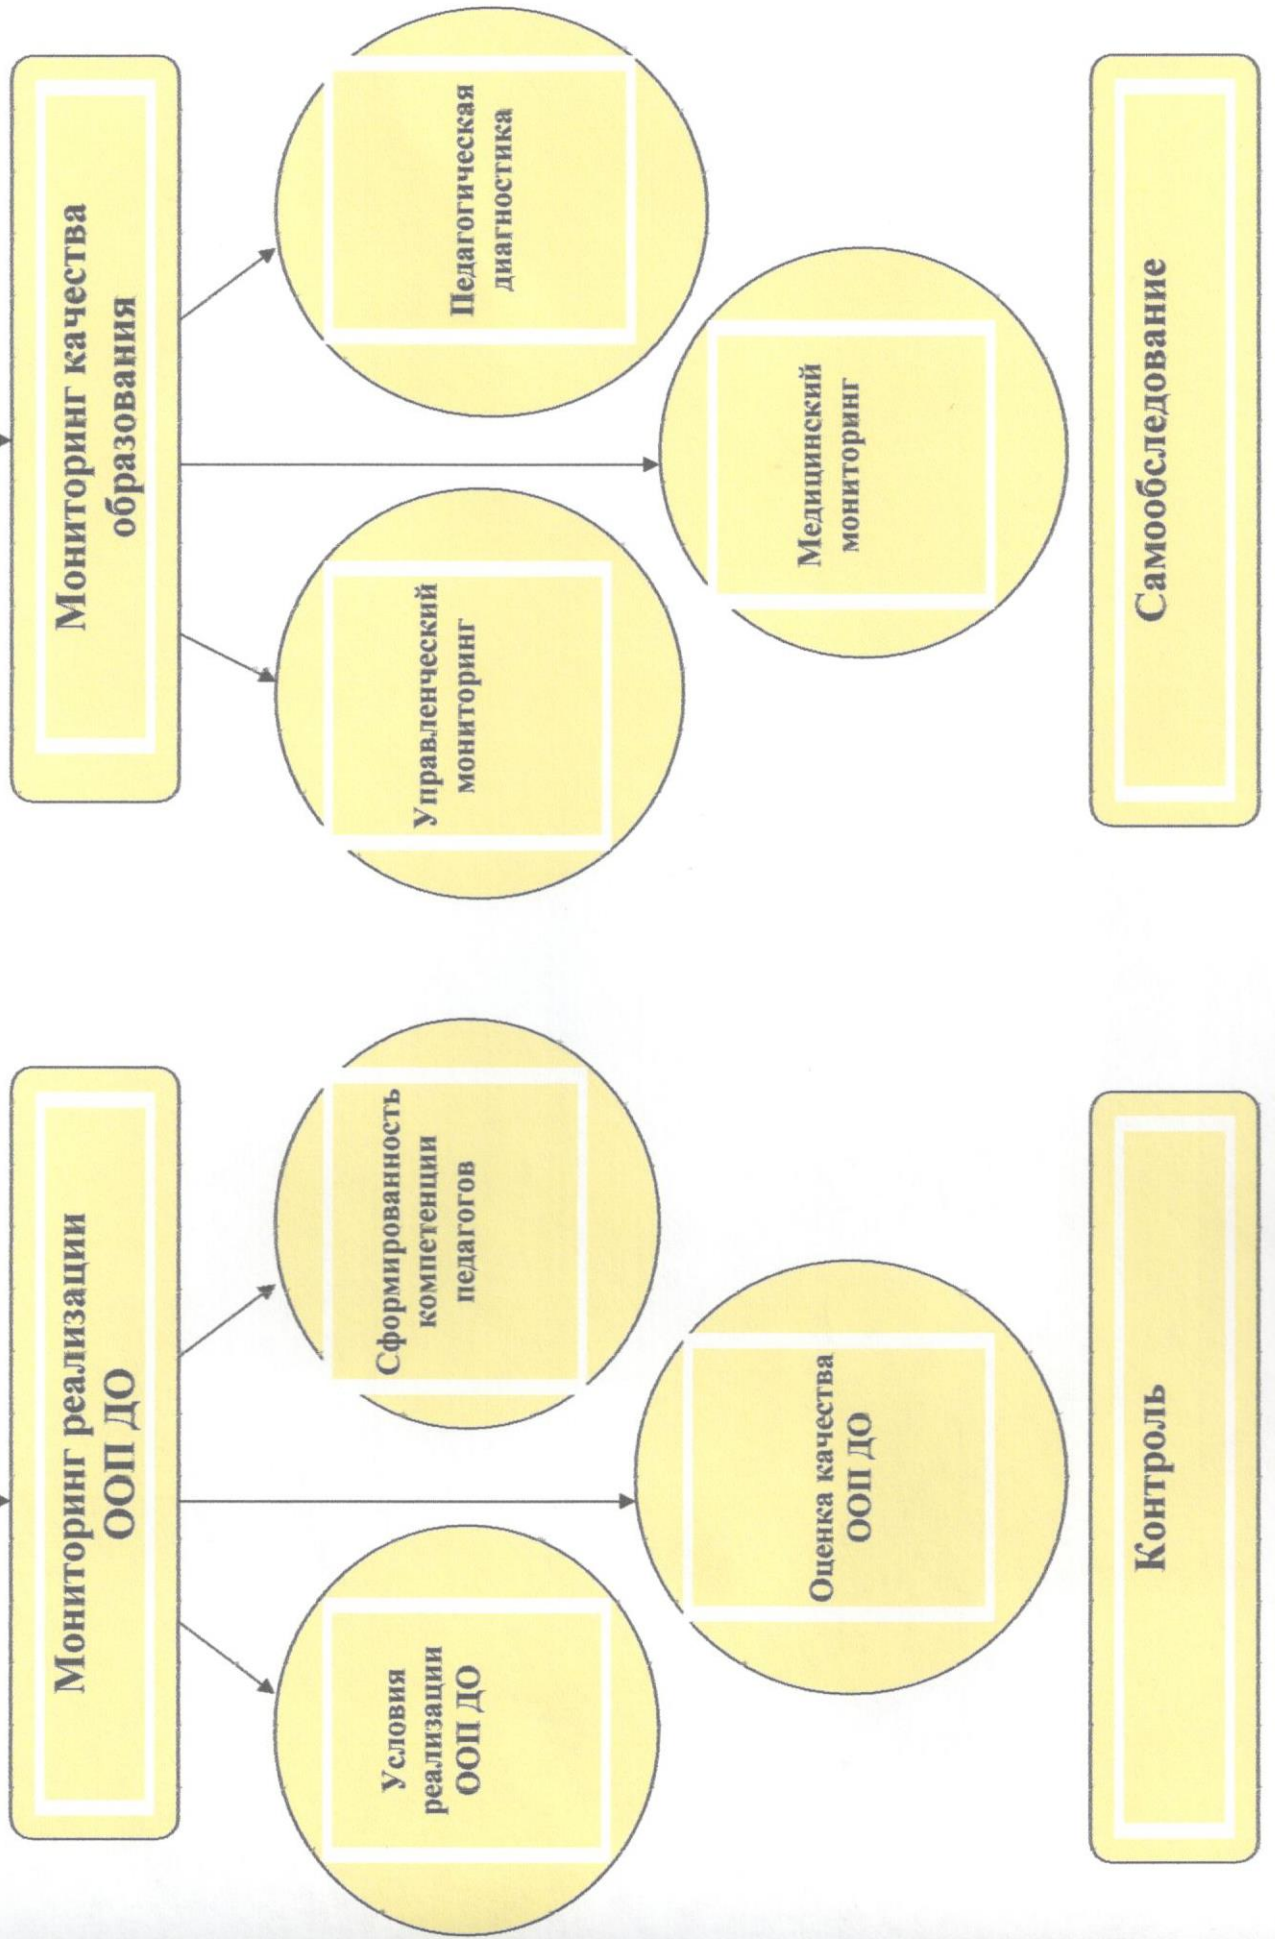 Мониторинг реализации
ООП ДО
Мониторинг качества
образования
Условия
реализации
ООП ДО
Сформированность
компетенции
педагогов
Управленческий
мониторинг
Педагогическая
диагностика
Оценка качества
ООП ДО
Медицинский
мониторинг
Контроль
Самообследование